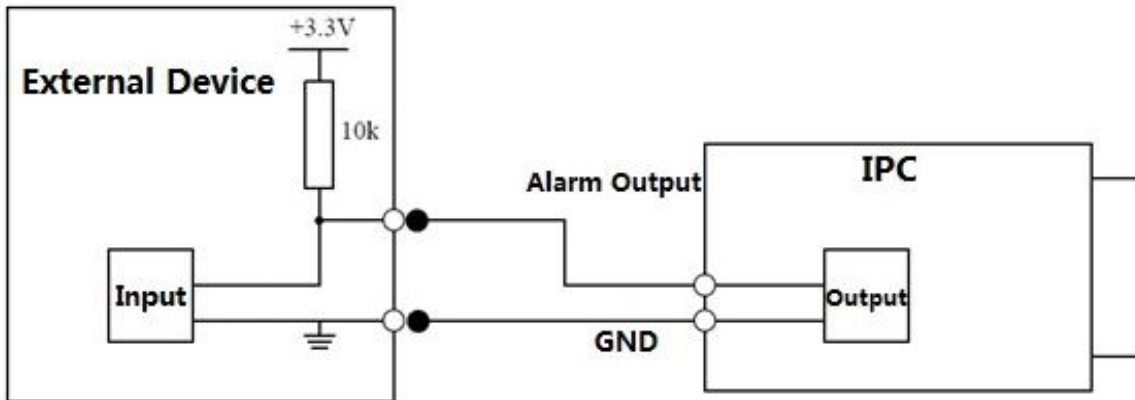 +3.3V
External Device
10k
Alarm Output
IPC
Input
Output
GND